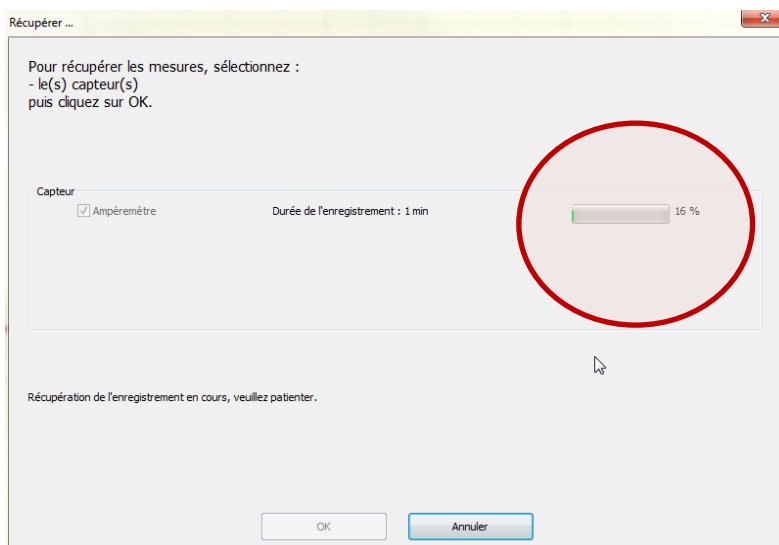 Récupérer ...
Pour récupérer les mesures, sélectionnez :
- le(s) capteur(s)
puis cliquez sur OK.
Capteur
Ampèremètre Durée de l'enregistrement : 1 min 16 %
Récupération de l'enregistrement en cours, veuillez patienter.
OK Annuler